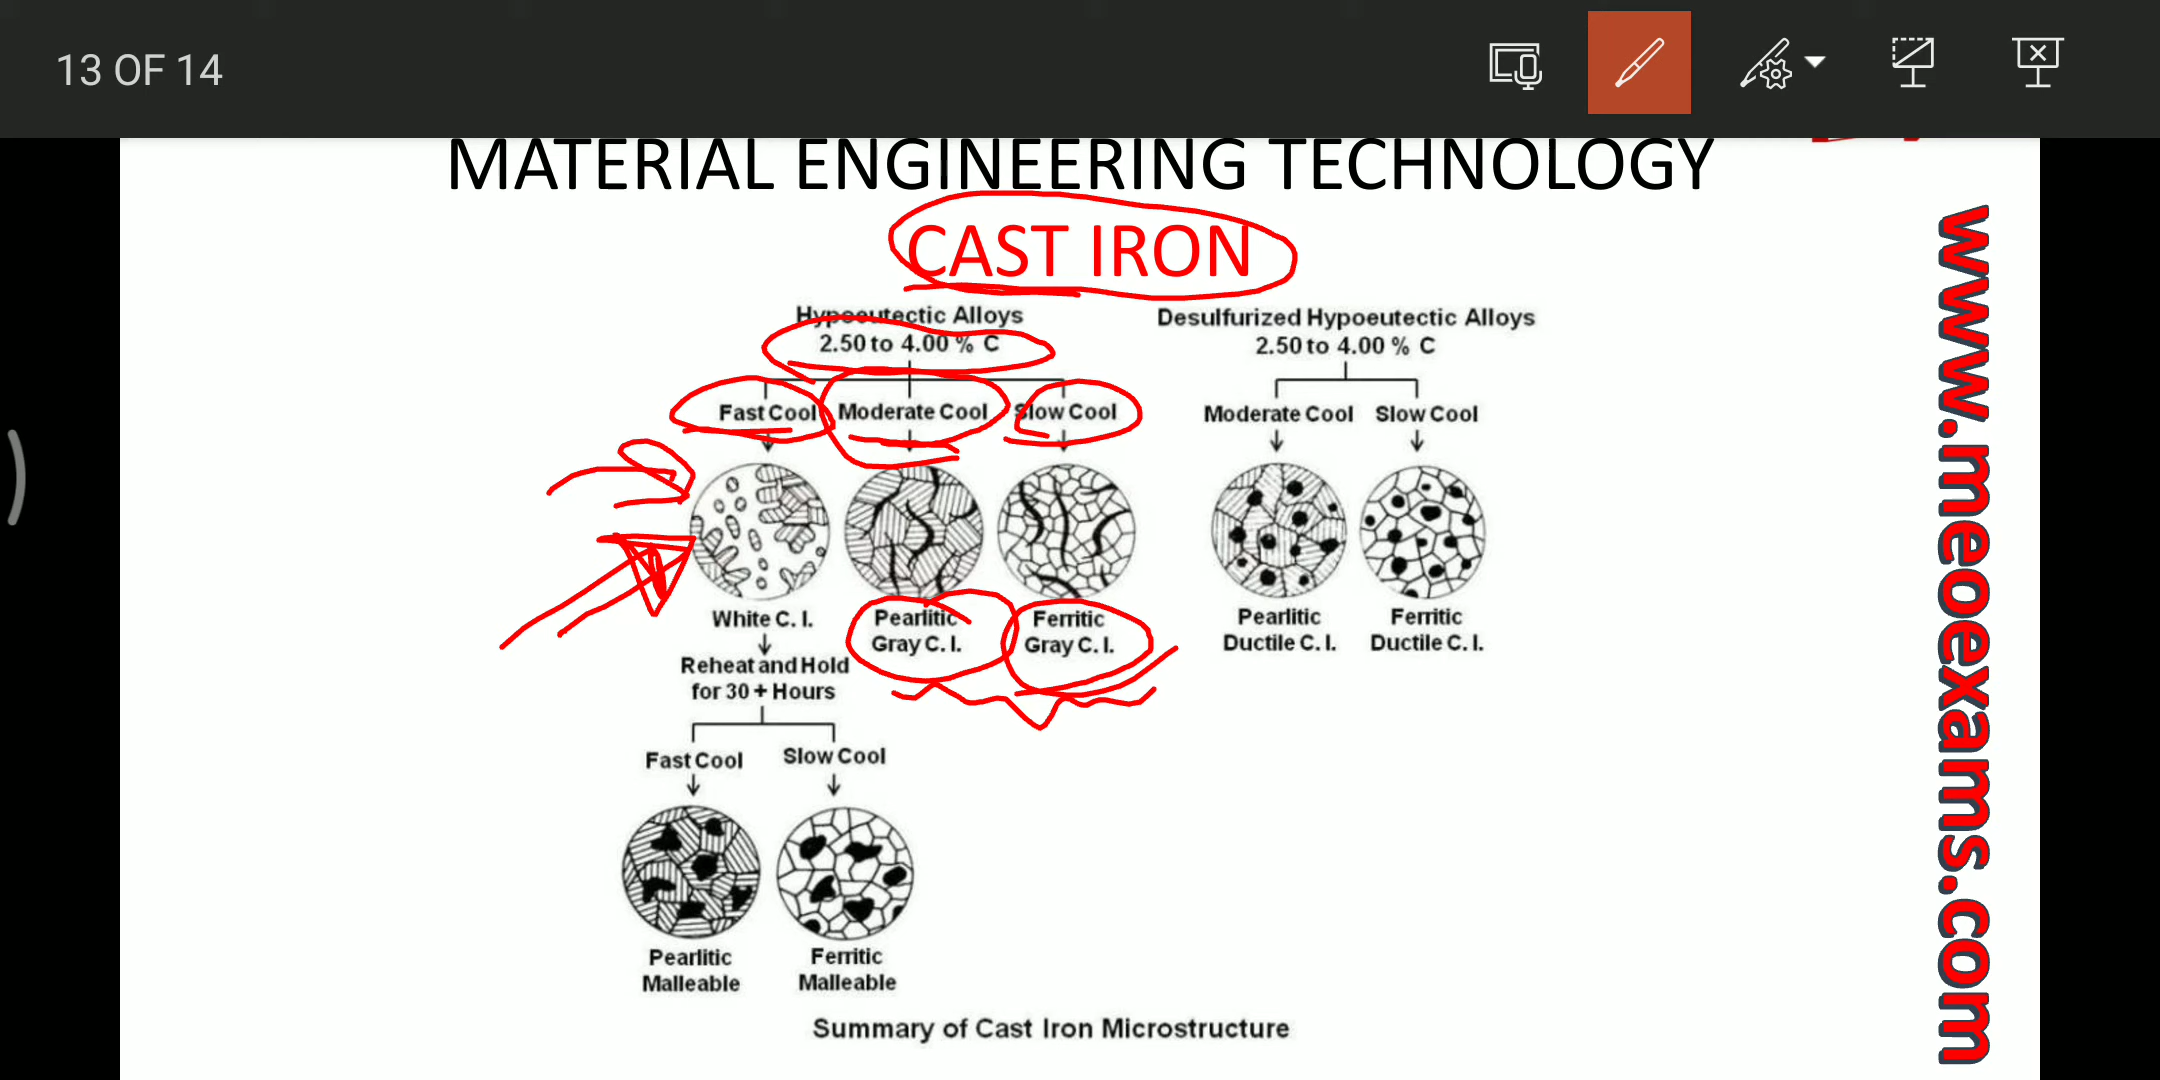 13 OF 14
MATERIAL ENGINEERING TECHNOLOGY
CAST IRON
Hypoeutectic Alloys
2.50 to 4.00 % C
Fast Cool
Moderate Cool
Slow Cool
White C. I.
Pearlitic
Gray C. I.
Ferritic
Gray C. I.
Reheat and Hold
for 30 + Hours
Fast Cool
Slow Cool
Pearlitic
Malleable
Ferritic
Malleable
Desulfurized Hypoeutectic Alloys
2.50 to 4.00 % C
Moderate Cool
Slow Cool
Pearlitic
Ductile C. I.
Ferritic
Ductile C. I.
Summary of Cast Iron Microstructure
www.meoexams.com